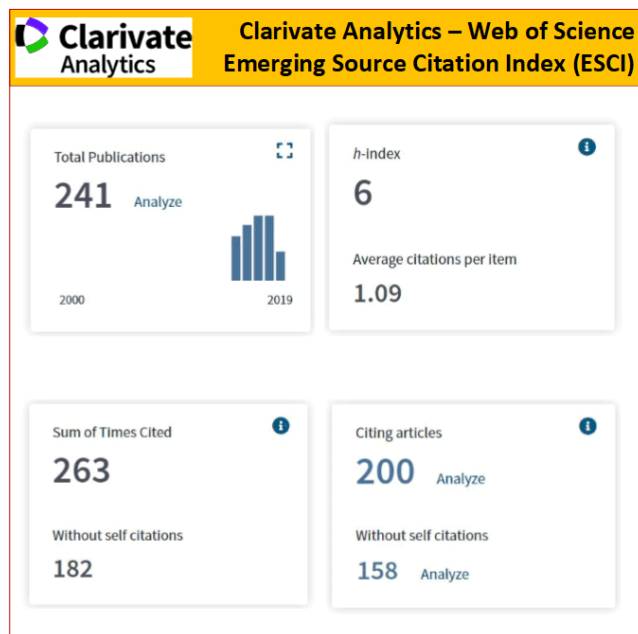 Clarivate
Analytics
Clarivate Analytics – Web of Science
Emerging Source Citation Index (ESCI)
Total Publications
241 Analyze
2000 2019
h-index
6
Average citations per item
1.09
Sum of Times Cited
263
Without self citations
182
Citing articles
200 Analyze
Without self citations
158 Analyze